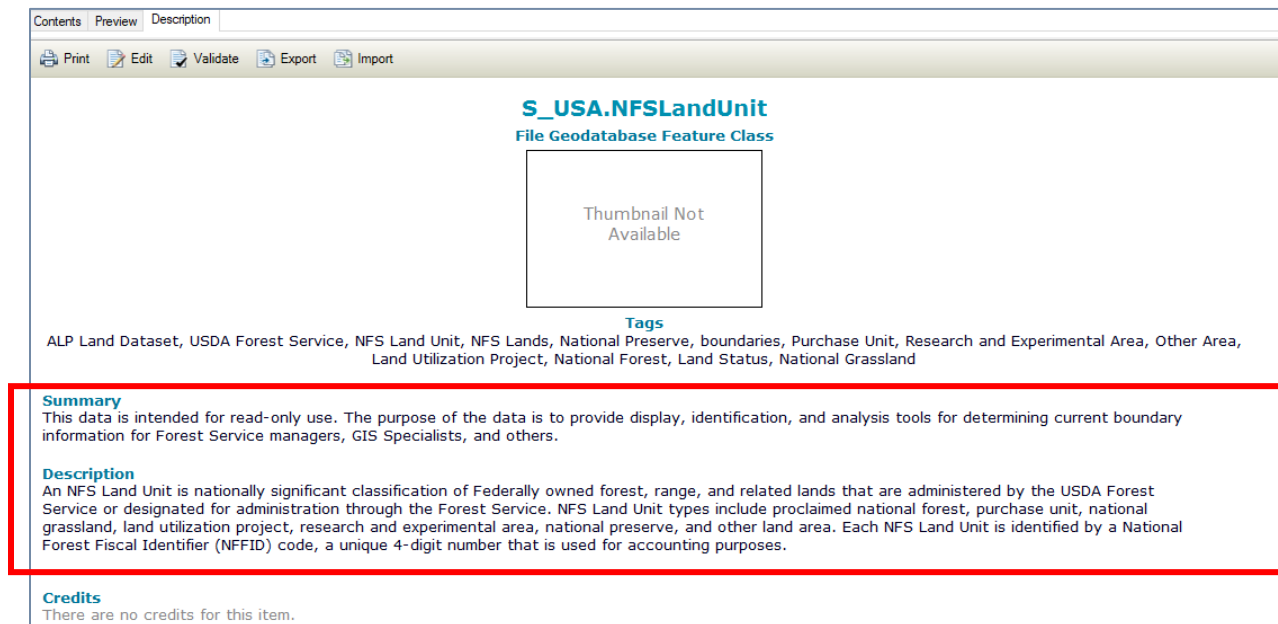 Contents Preview Description
Print Edit Validate Export Import
S_USA.NFSLandUnit
File Geodatabase Feature Class
Thumbnail Not
Available
Tags
ALP Land Dataset, USDA Forest Service, NFS Land Unit, NFS Lands, National Preserve, boundaries, Purchase Unit, Research and Experimental Area, Other Area,
Land Utilization Project, National Forest, Land Status, National Grassland
Summary
This data is intended for read-only use. The purpose of the data is to provide display, identification, and analysis tools for determining current boundary
information for Forest Service managers, GIS Specialists, and others.
Description
An NFS Land Unit is nationally significant classification of Federally owned forest, range, and related lands that are administered by the USDA Forest
Service or designated for administration through the Forest Service. NFS Land Unit types include proclaimed national forest, purchase unit, national
grassland, land utilization project, research and experimental area, national preserve, and other land area. Each NFS Land Unit is identified by a National
Forest Fiscal Identifier (NFFID) code, a unique 4-digit number that is used for accounting purposes.
Credits
There are no credits for this item.